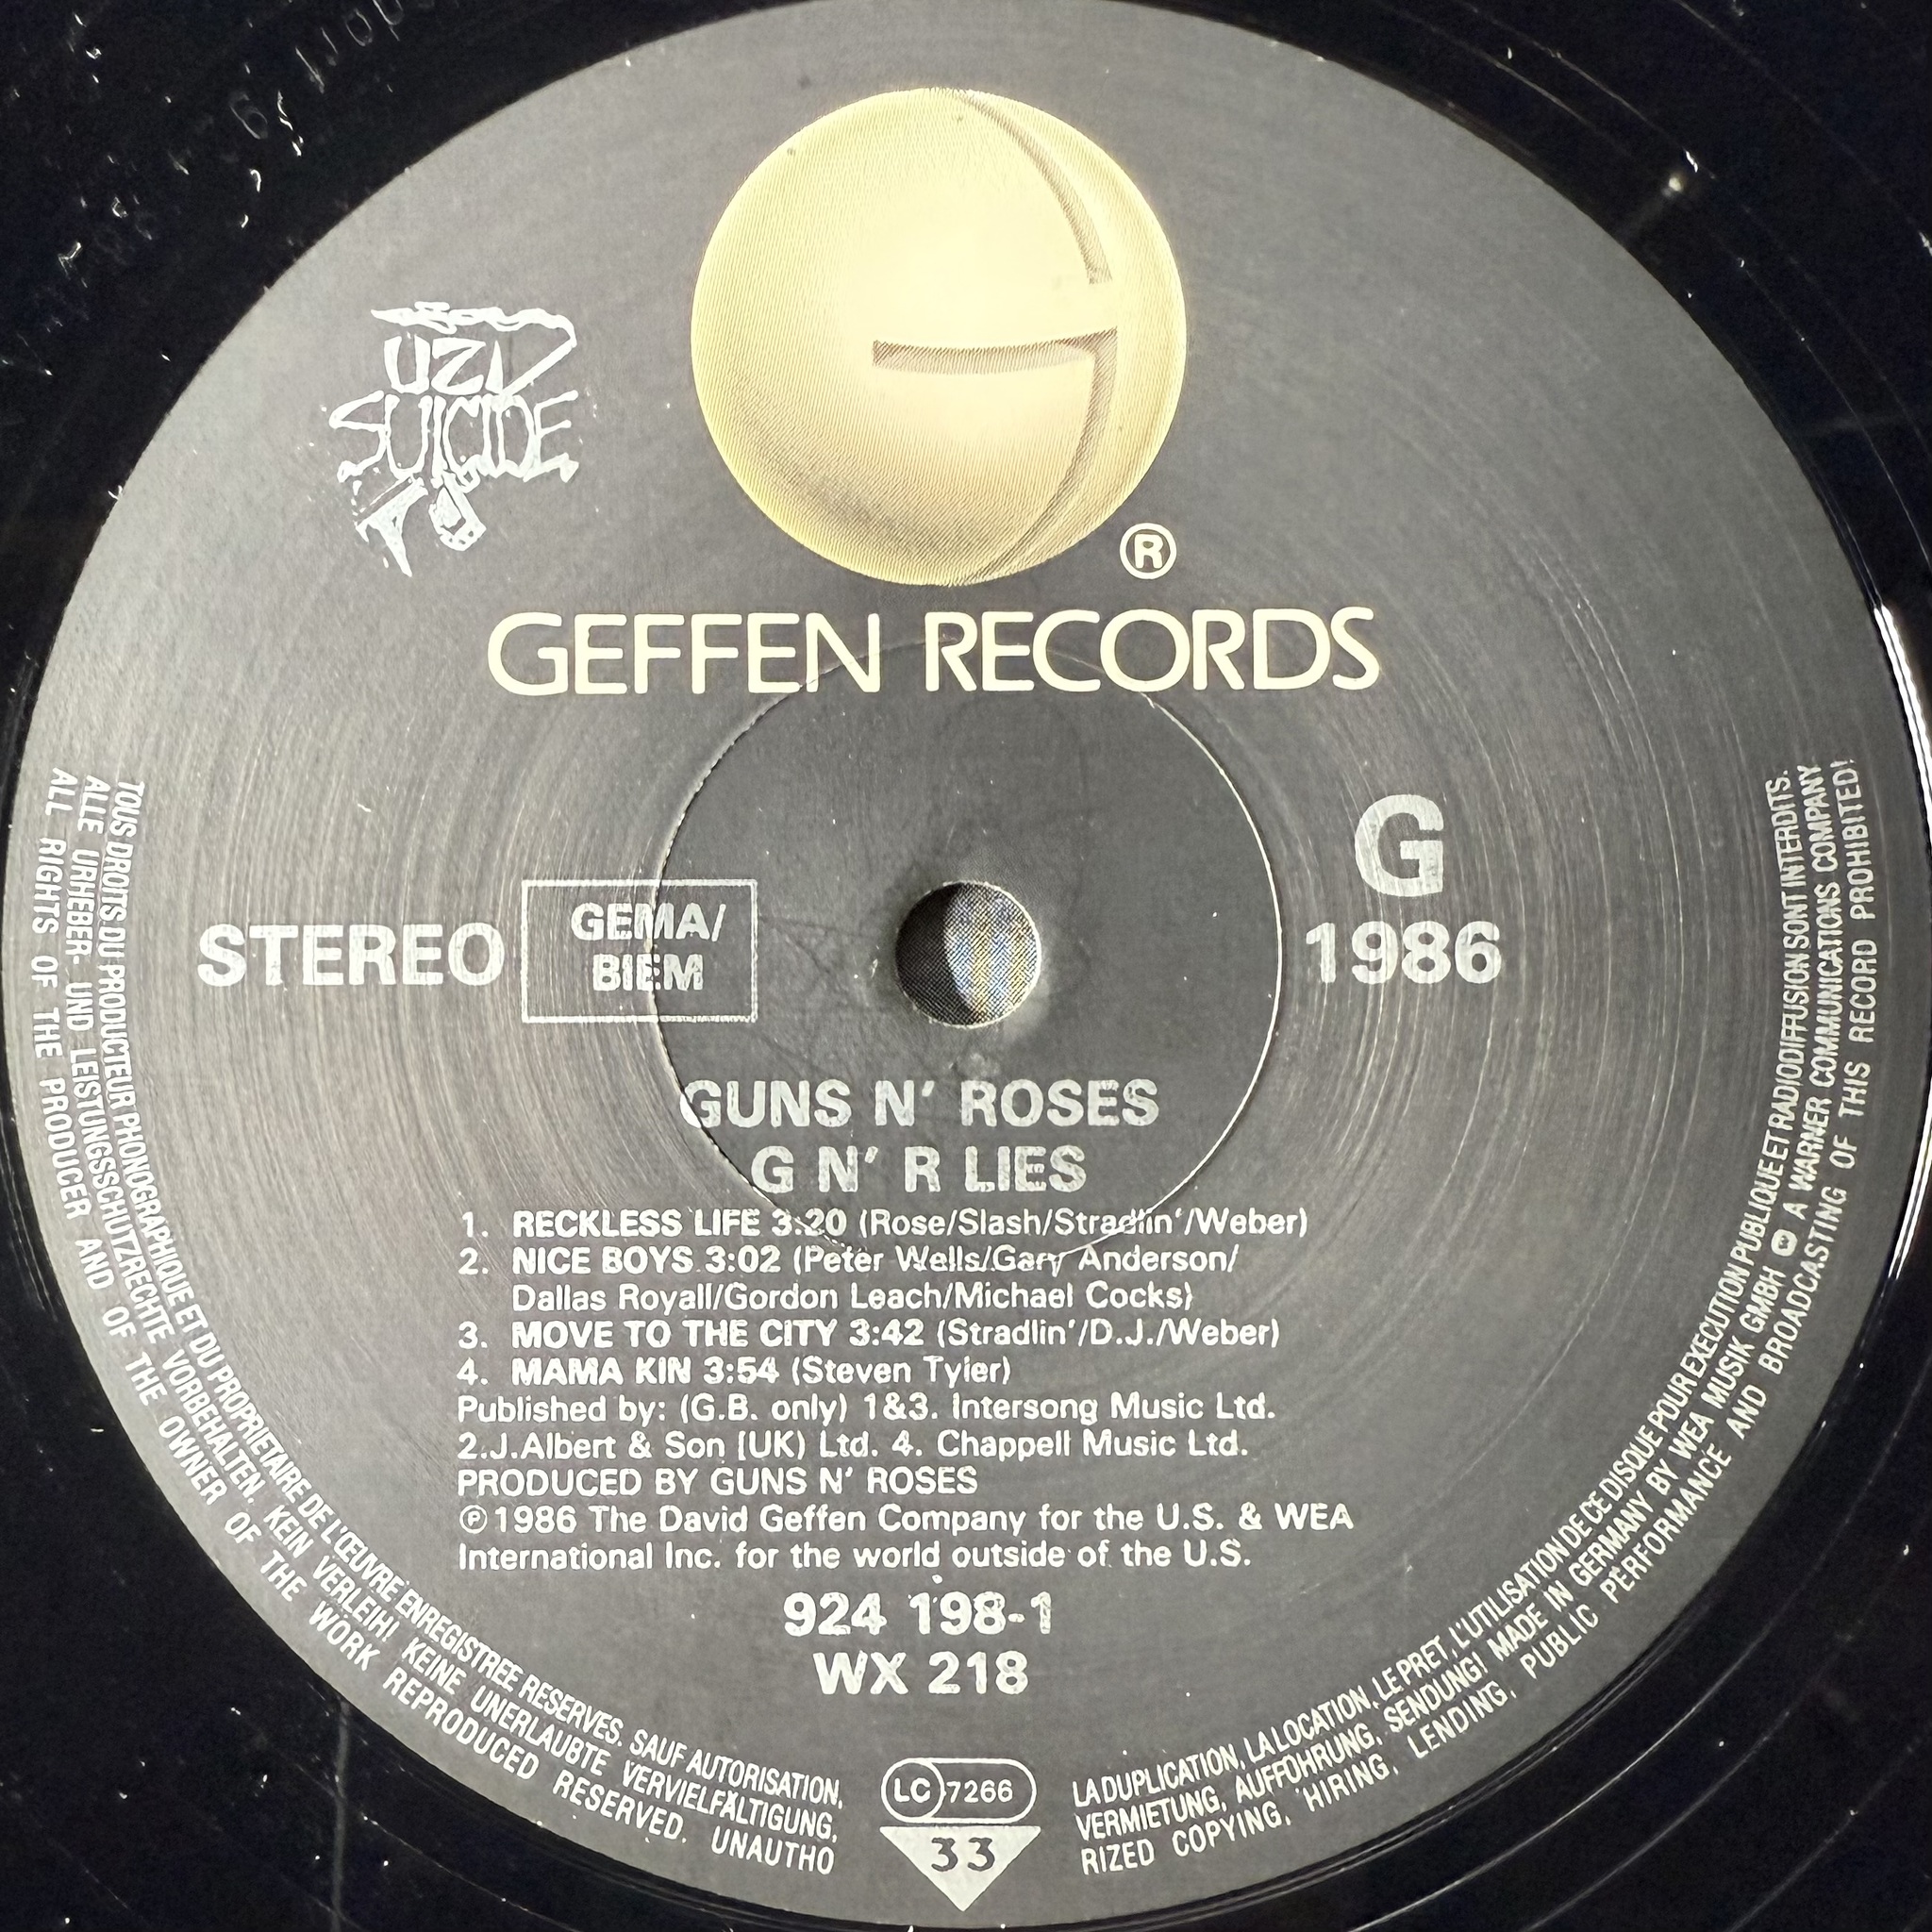 UZI
SUICIDE
®
GEFFEN RECORDS
STEREO
GEMA/
BIEM
G
1986
GUNS N' ROSES
G N' R LIES
1. RECKLESS LIFE 3:20 (Rose/Slash/Stradlin'/Weber)
2. NICE BOYS 3:02 (Peter Wells/Gary Anderson/
Dallas Royall/Gordon Leach/Michael Cocks)
3. MOVE TO THE CITY 3:42 (Stradlin'/D.J./Weber)
4. MAMA KIN 3:54 (Steven Tyler)
Published by: (G.B. only) 1&3. Intersong Music Ltd.
2.J.Albert & Son (UK) Ltd. 4. Chappell Music Ltd.
PRODUCED BY GUNS N' ROSES
℗ 1986 The David Geffen Company for the U.S. & WEA
International Inc. for the world outside of the U.S.
924 198-1
WX 218
LC 7266
33
TOUS DROITS DU PRODUCTEUR PHONOGRAPHIQUE ET DU PROPRIETAIRE DE L'ŒUVRE ENREGISTREE RESERVES. SAUF AUTORISATION, LA DUPLICATION, LA LOCATION, LE PRET, L'UTILISATION DE CE DISQUE POUR EXECUTION PUBLIQUE ET RADIODIFFUSION SONT INTERDITS.
ALLE URHEBER- UND LEISTUNGSSCHUTZRECHTE VORBEHALTEN. KEIN VERLEIH! KEINE UNERLAUBTE VERVIELFÄLTIGUNG, VERMIETUNG, AUFFÜHRUNG, SENDUNG! MADE IN GERMANY BY WEA MUSIK GMBH A WARNER COMMUNICATIONS COMPANY
ALL RIGHTS OF THE PRODUCER AND OF THE OWNER OF THE WORK REPRODUCED RESERVED. UNAUTHORIZED COPYING, HIRING, LENDING, PUBLIC PERFORMANCE AND BROADCASTING OF THIS RECORD PROHIBITED!